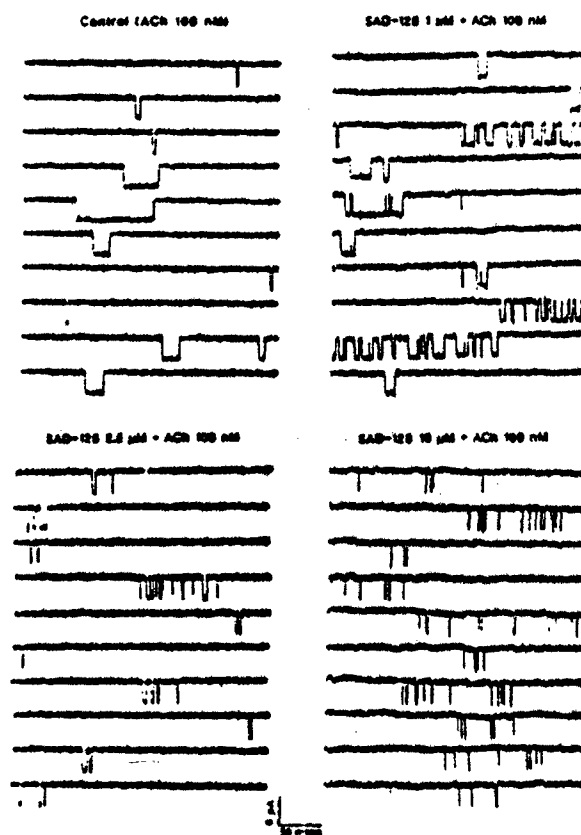 Control (ACh 100 nM)
SAD-128 1 μM + ACh 100 nM
SAD-128 2.5 μM + ACh 100 nM
SAD-128 10 μM + ACh 100 nM